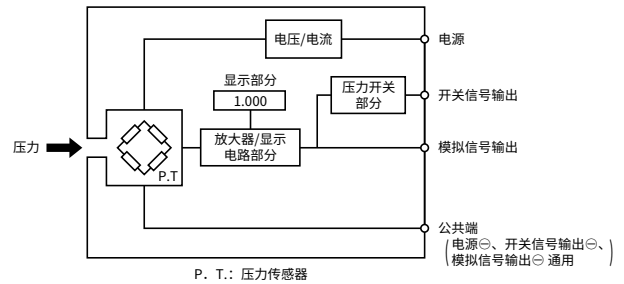 电压/电流
电源
显示部分
1.000
压力开关
部分
开关信号输出
放大器/显示
电路部分
压力
模拟信号输出
P.T
公共端
(电源⊖、开关信号输出⊖、
模拟信号输出⊖ 通用)
P. T.：压力传感器